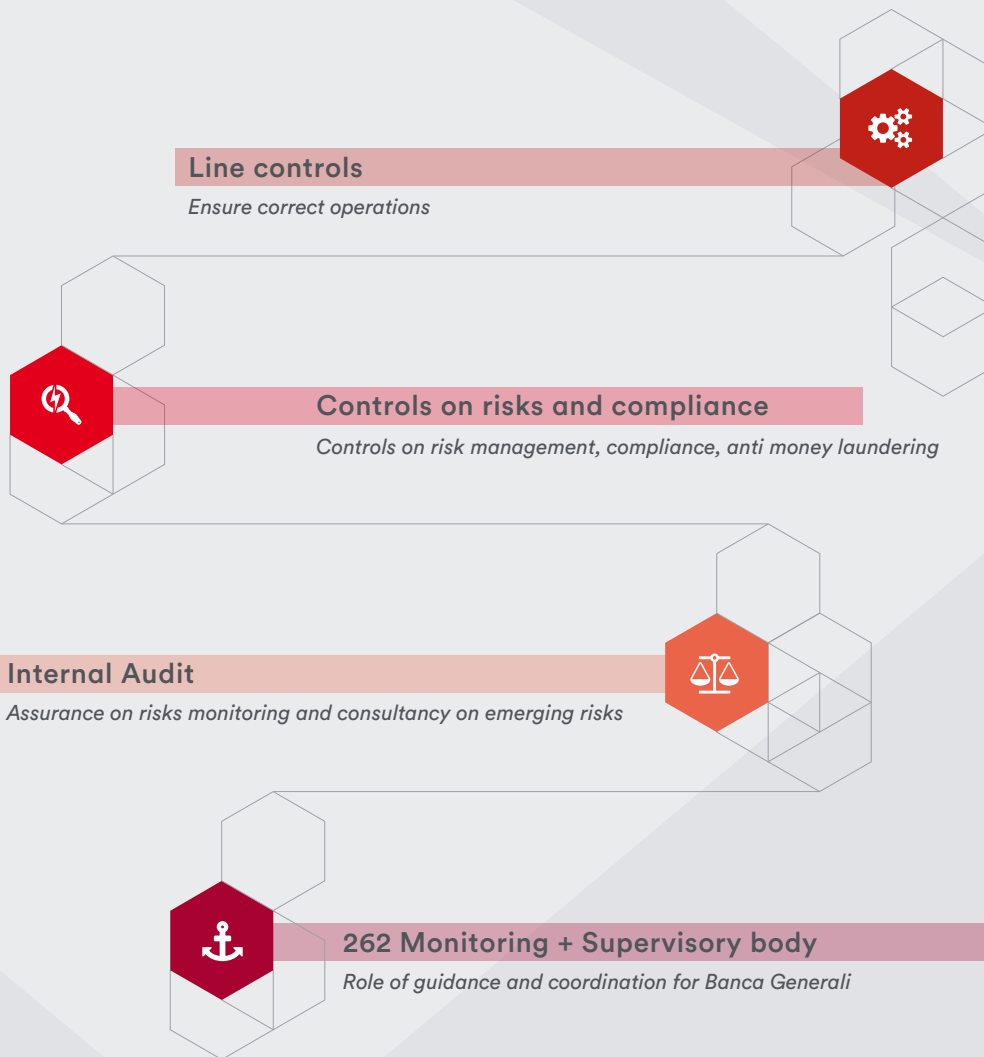 Line controls
Ensure correct operations
Controls on risks and compliance
Controls on risk management, compliance, anti money laundering
Internal Audit
Assurance on risks monitoring and consultancy on emerging risks
262 Monitoring + Supervisory body
Role of guidance and coordination for Banca Generali